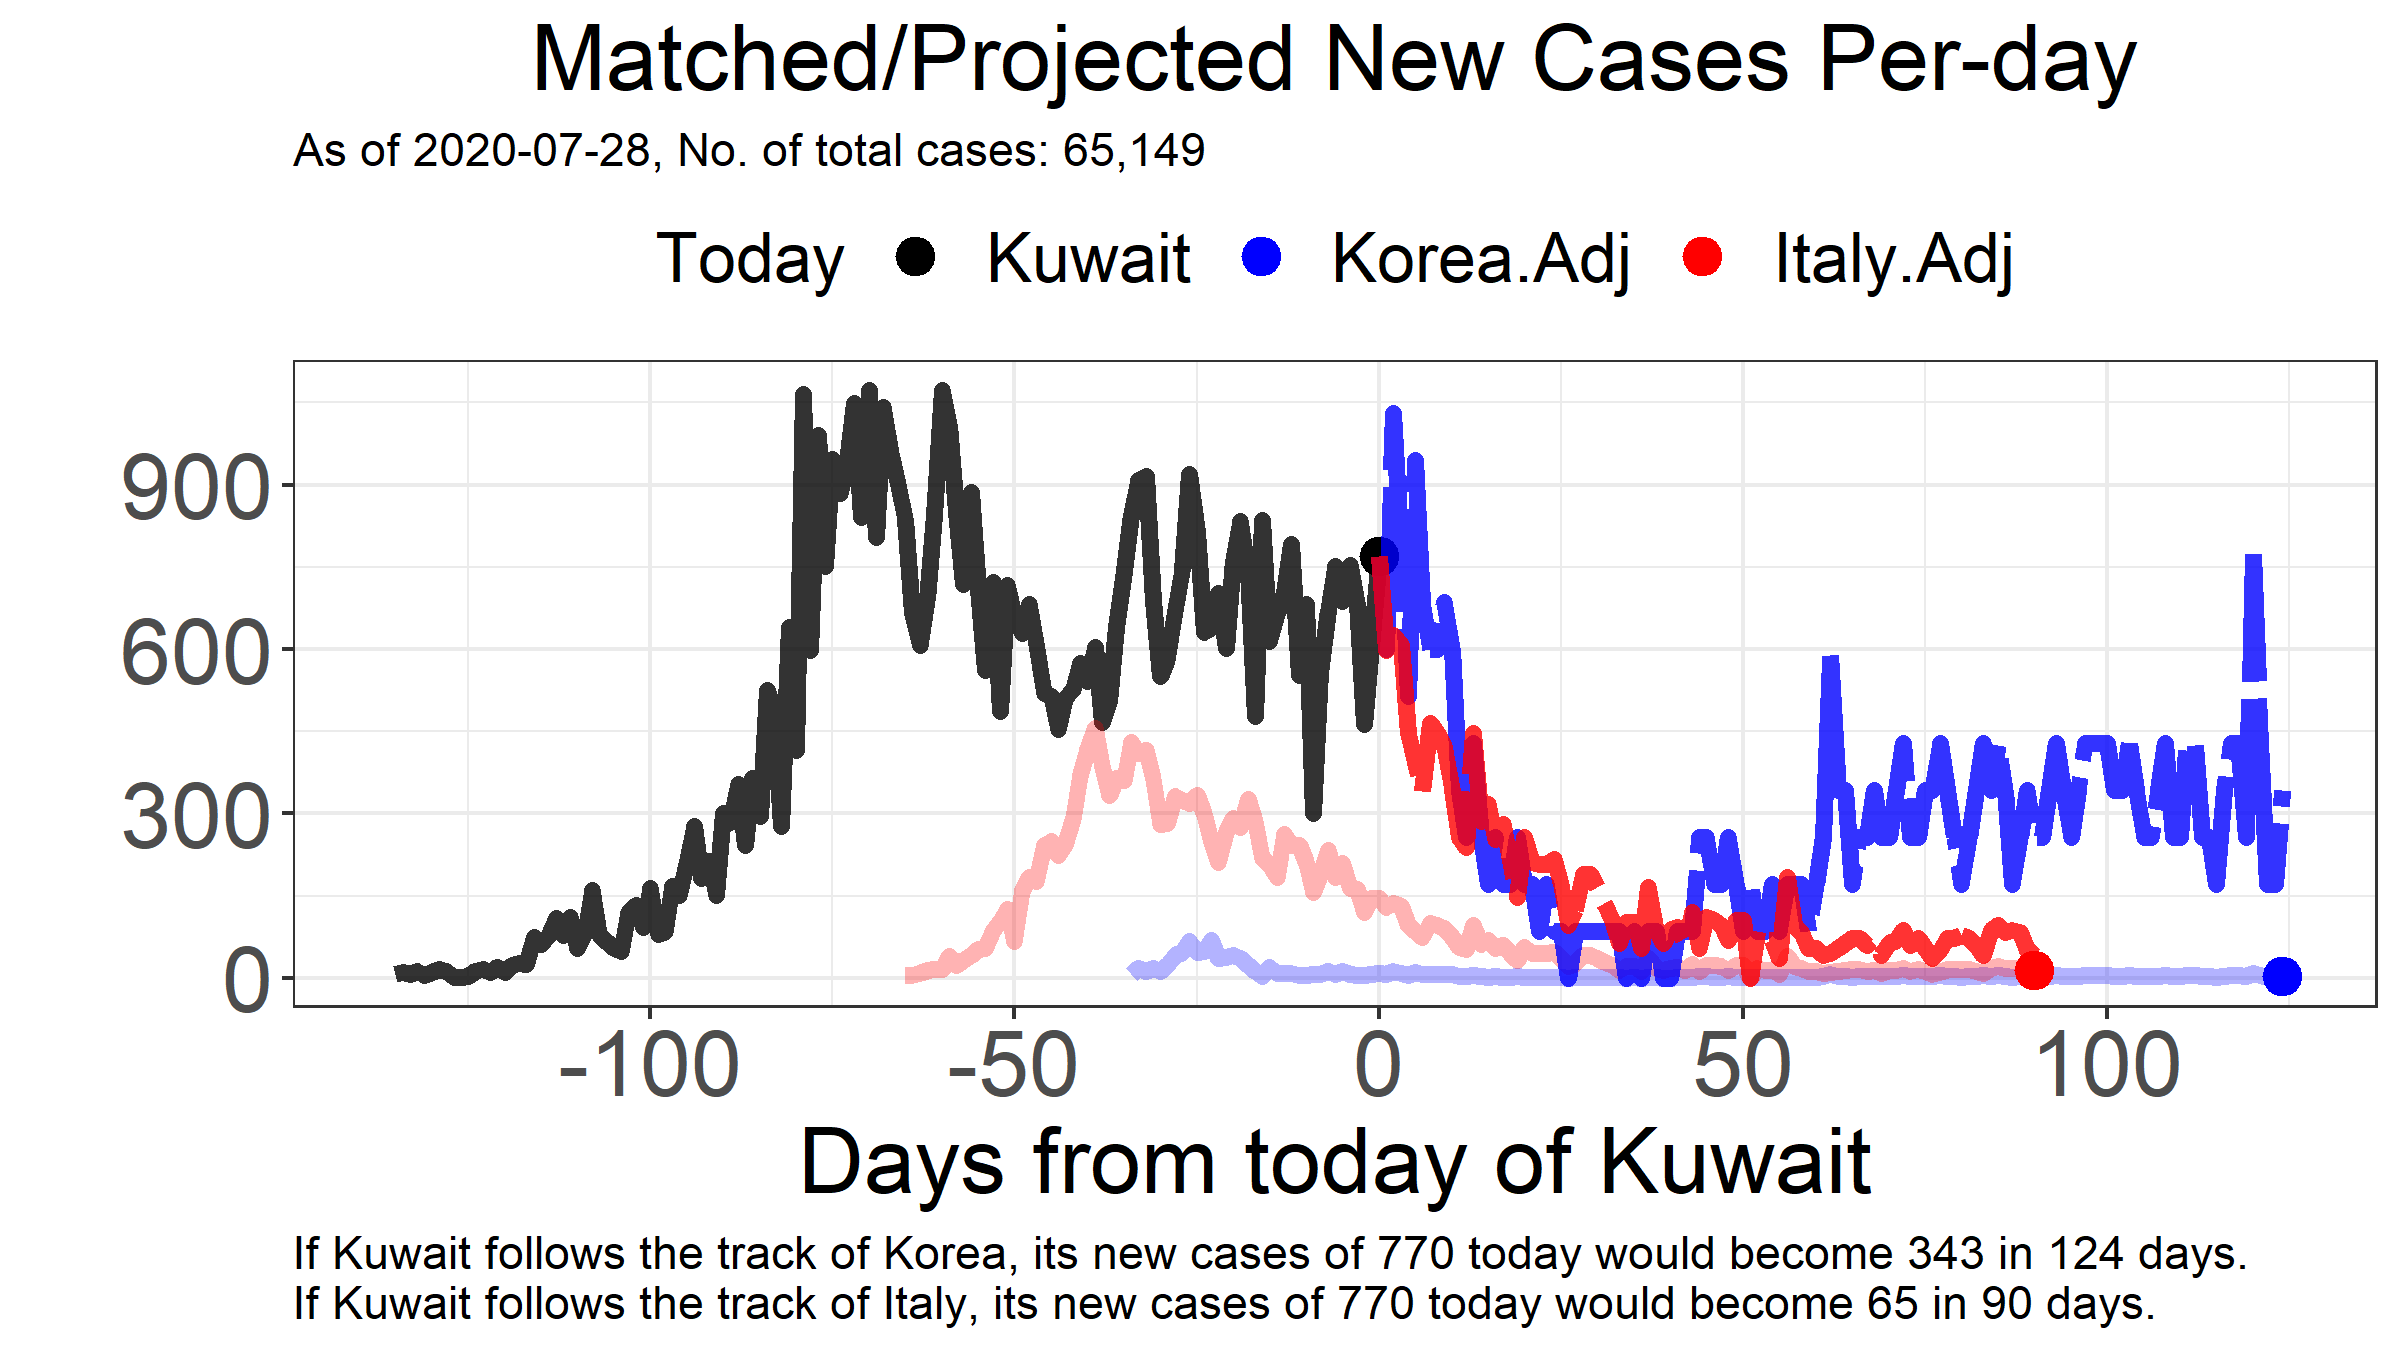 Matched/Projected New Cases Per-day
As of 2020-07-28, No. of total cases: 65,149
Today Kuwait Korea.Adj Italy.Adj
900
600
300
0
-100 -50 0 50 100
Days from today of Kuwait
If Kuwait follows the track of Korea, its new cases of 770 today would become 343 in 124 days.
If Kuwait follows the track of Italy, its new cases of 770 today would become 65 in 90 days.